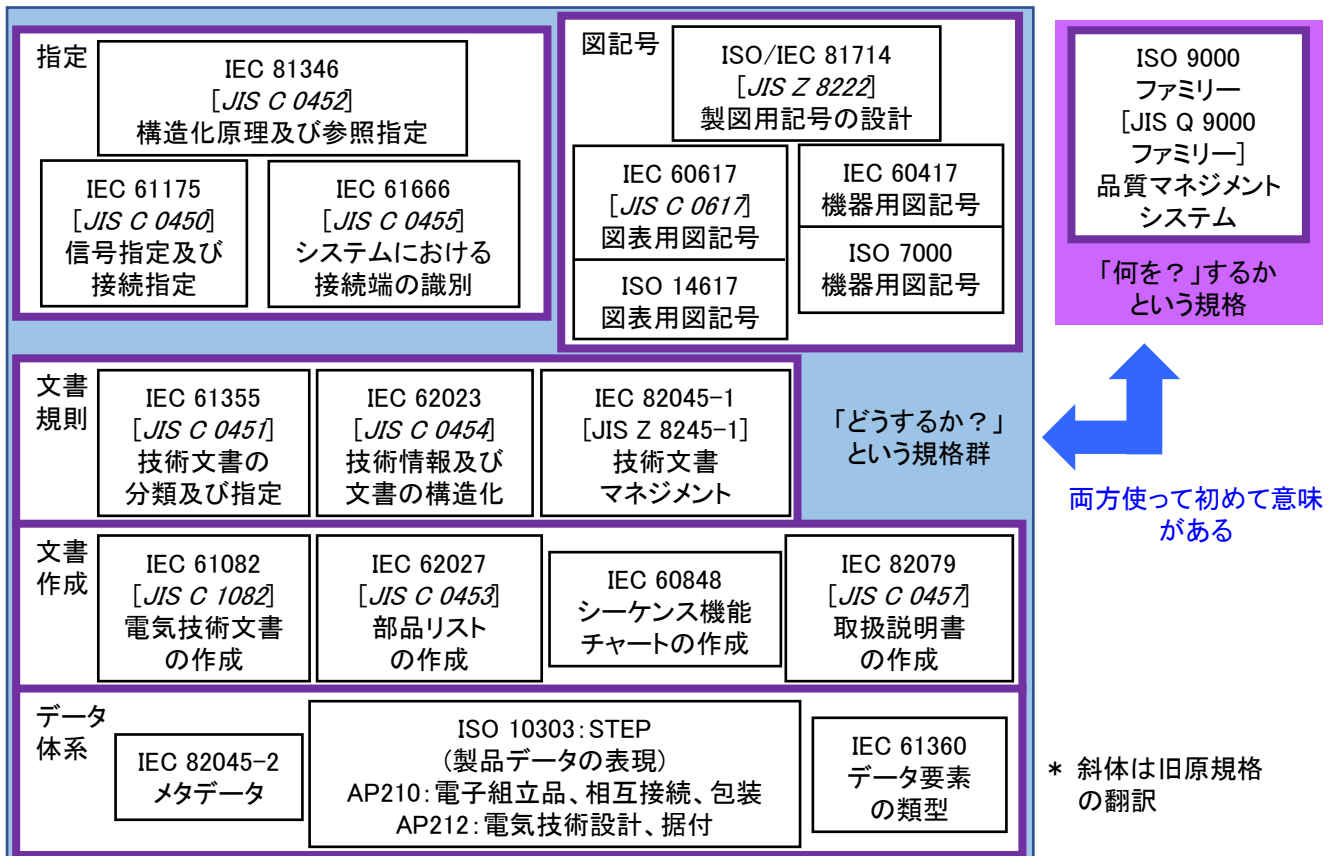 指定
IEC 81346
[JIS C 0452]
構造化原理及び参照指定
IEC 61175
[JIS C 0450]
信号指定及び
接続指定
IEC 61666
[JIS C 0455]
システムにおける
接続端の識別
図記号
ISO/IEC 81714
[JIS Z 8222]
製図用記号の設計
IEC 60617
[JIS C 0617]
図表用図記号
ISO 14617
図表用図記号
IEC 60417
機器用図記号
ISO 7000
機器用図記号
ISO 9000
ファミリー
[JIS Q 9000
ファミリー]
品質マネジメント
システム
「何を？」するか
という規格
文書
規則
IEC 61355
[JIS C 0451]
技術文書の
分類及び指定
IEC 62023
[JIS C 0454]
技術情報及び
文書の構造化
IEC 82045-1
[JIS Z 8245-1]
技術文書
マネジメント
「どうするか？」
という規格群
両方使って初めて意味
がある
文書
作成
IEC 61082
[JIS C 1082]
電気技術文書
の作成
IEC 62027
[JIS C 0453]
部品リスト
の作成
IEC 60848
シーケンス機能
チャートの作成
IEC 82079
[JIS C 0457]
取扱説明書
の作成
データ
体系
IEC 82045-2
メタデータ
ISO 10303：STEP
（製品データの表現）
AP210：電子組立品、相互接続、包装
AP212：電気技術設計、据付
IEC 61360
データ要素
の類型
* 斜体は旧原規格
の翻訳